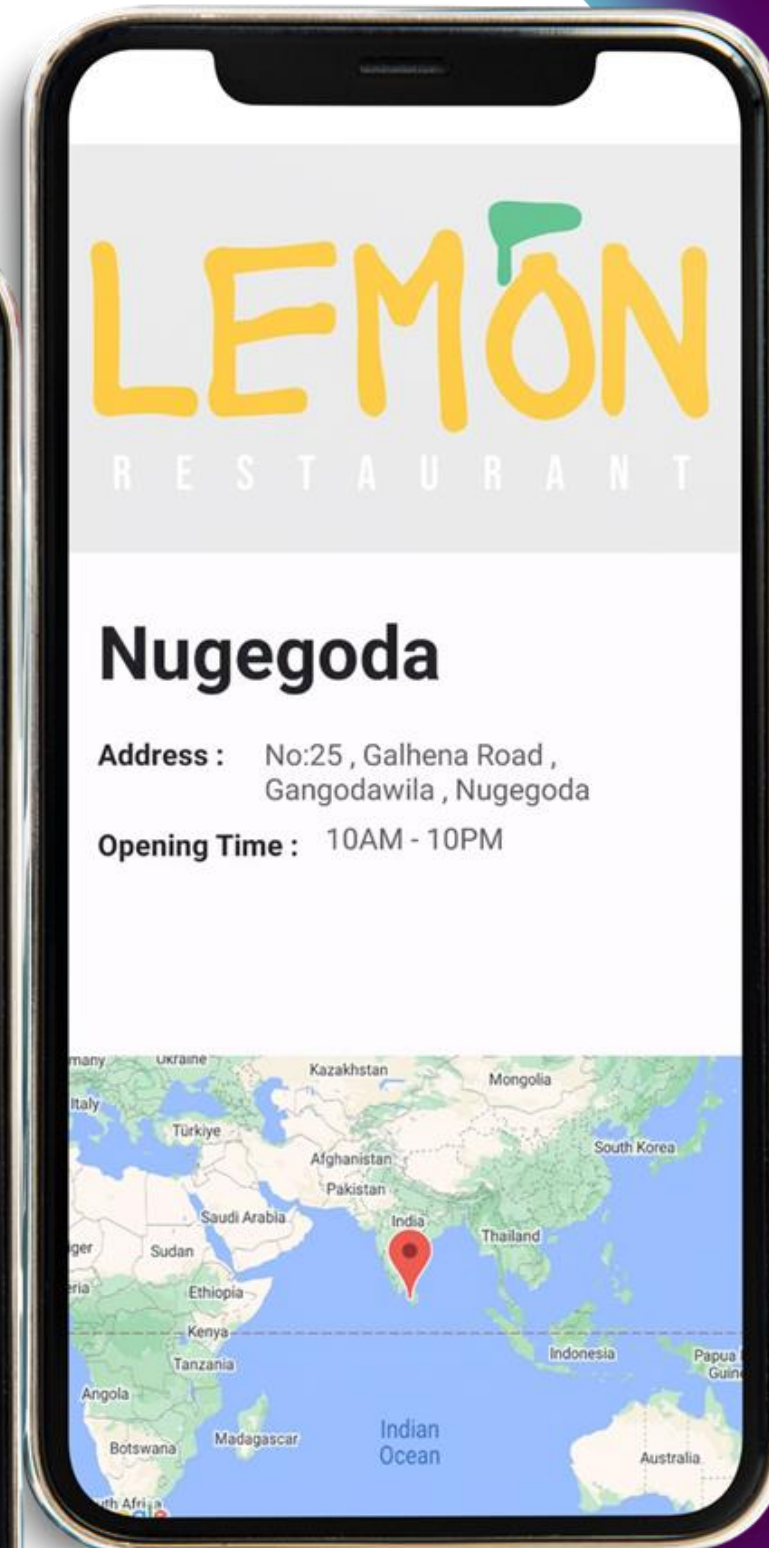 LEMON
RESTAURANT
Nugegoda
Address : No:25 , Galhena Road ,
Gangodawila , Nugegoda
Opening Time : 10AM - 10PM
Ukraine
Kazakhstan
Mongolia
Italy
Türkiye
South Korea
Afghanistan
Pakistan
Saudi Arabia
India
Thailand
Sudan
Ethiopia
Kenya
Indonesia
Papua
Tanzania
Angola
Indian
Ocean
Botswana
Madagascar
Australia